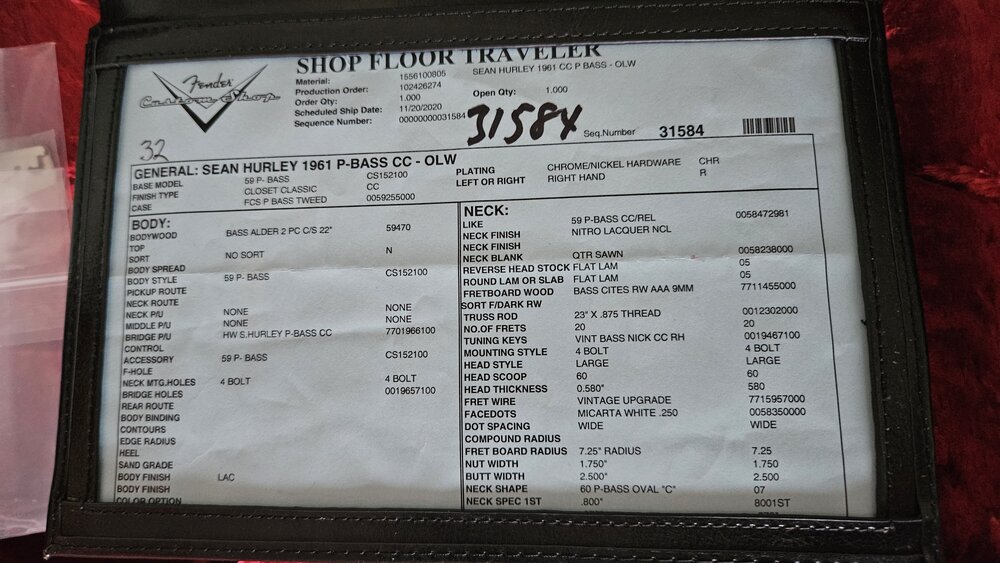 Fender
Custom Shop
SHOP FLOOR TRAVELER
Material: 1556100805 SEAN HURLEY 1961 CC P BASS - OLW
Production Order: 102426274
Order Qty: 1.000 Open Qty: 1.000
Scheduled Ship Date: 11/20/2020
Sequence Number: 00000000031584 31584 Seq.Number 31584
32
GENERAL: SEAN HURLEY 1961 P-BASS CC - OLW
BASE MODEL 59 P- BASS CS152100 PLATING CHROME/NICKEL HARDWARE CHR
FINISH TYPE CLOSET CLASSIC CC LEFT OR RIGHT RIGHT HAND R
CASE FCS P BASS TWEED 0059255000
BODY:
BODYWOOD BASS ALDER 2 PC C/S 22" 59470
TOP
SORT NO SORT N
BODY SPREAD
BODY STYLE 59 P- BASS CS152100
PICKUP ROUTE
NECK ROUTE
NECK P/U NONE NONE
MIDDLE P/U NONE NONE
BRIDGE P/U HW S.HURLEY P-BASS CC 7701966100
CONTROL
ACCESSORY 59 P- BASS CS152100
F-HOLE
NECK MTG.HOLES 4 BOLT 4 BOLT
BRIDGE HOLES 0019657100
REAR ROUTE
BODY BINDING
CONTOURS
EDGE RADIUS
HEEL
SAND GRADE
BODY FINISH LAC
BODY FINISH
COLOR OPTION
NECK:
LIKE 59 P-BASS CC/REL 0058472981
NECK FINISH NITRO LACQUER NCL
NECK FINISH
NECK BLANK QTR SAWN 0058238000
REVERSE HEAD STOCK FLAT LAM 05
ROUND LAM OR SLAB FLAT LAM 05
FRETBOARD WOOD BASS CITES RW AAA 9MM 7711455000
SORT F/DARK RW
TRUSS ROD 23" X .875 THREAD 0012302000
NO.OF FRETS 20 20
TUNING KEYS VINT BASS NICK CC RH 0019467100
MOUNTING STYLE 4 BOLT 4 BOLT
HEAD STYLE LARGE LARGE
HEAD SCOOP 60 60
HEAD THICKNESS 0.580" 580
FRET WIRE VINTAGE UPGRADE 7715957000
FACEDOTS MICARTA WHITE .250 0058350000
DOT SPACING WIDE WIDE
COMPOUND RADIUS
FRET BOARD RADIUS 7.25" RADIUS 7.25
NUT WIDTH 1.750" 1.750
BUTT WIDTH 2.500" 2.500
NECK SHAPE 60 P-BASS OVAL "C" 07
NECK SPEC 1ST .800" 8001ST